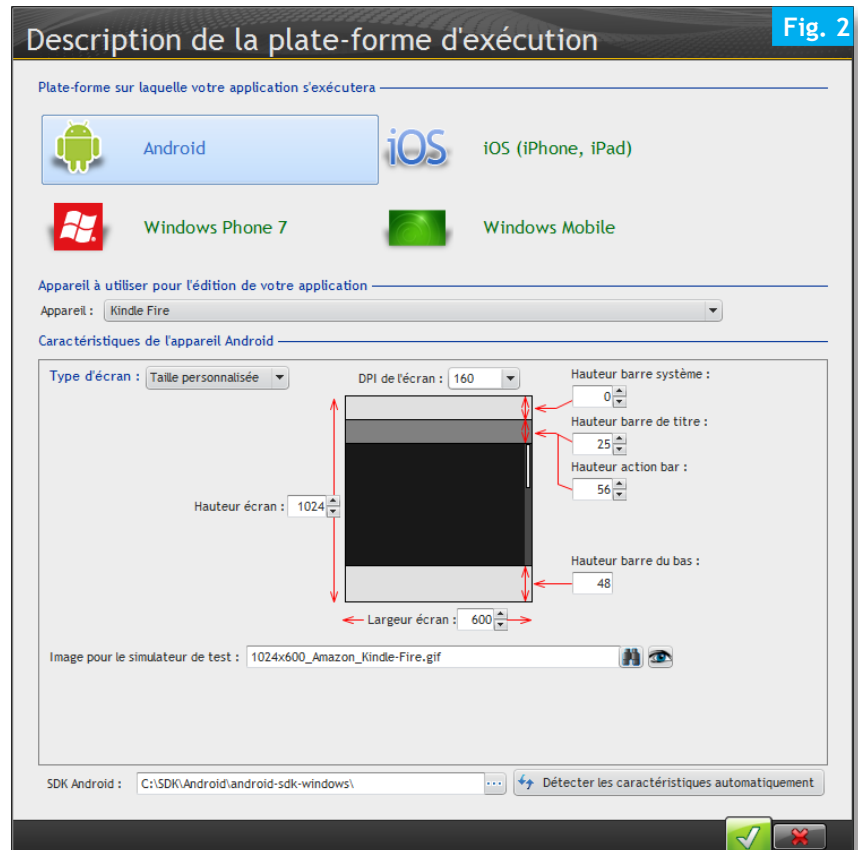 Fig. 2
Description de la plate-forme d'exécution
Plate-forme sur laquelle votre application s'exécutera
Android
iOS
iOS (iPhone, iPad)
Windows Phone 7
Windows Mobile
Appareil à utiliser pour l'édition de votre application
Appareil : Kindle Fire
Caractéristiques de l'appareil Android
Type d'écran : Taille personnalisée
DPI de l'écran : 160
Hauteur barre système :
0
Hauteur barre de titre :
25
Hauteur action bar :
56
Hauteur écran : 1024
Hauteur barre du bas :
48
Largeur écran : 600
Image pour le simulateur de test : 1024x600_Amazon_Kindle-Fire.gif
SDK Android : C:\SDK\Android\android-sdk-windows\ ... Détecter les caractéristiques automatiquement